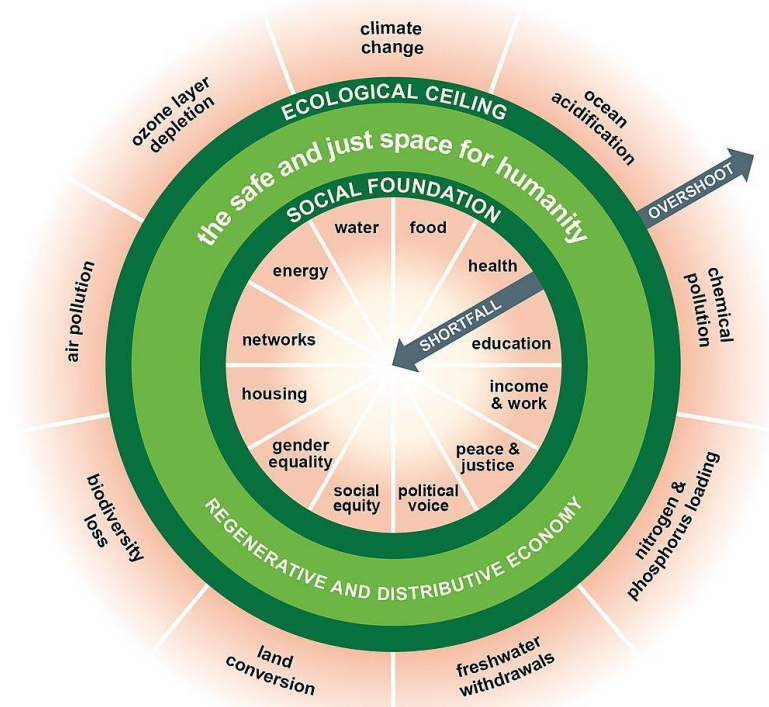 climate
change
ozone layer
depletion
ocean
acidification
ECOLOGICAL CEILING
the safe and just space for humanity
OVERSHOOT
SOCIAL FOUNDATION
water
food
energy
health
SHORTFALL
air pollution
chemical
pollution
networks
education
housing
income
& work
gender
equality
peace &
justice
social
equity
political
voice
biodiversity
loss
nitrogen &
phosphorus loading
REGENERATIVE AND DISTRIBUTIVE ECONOMY
land
conversion
freshwater
withdrawals